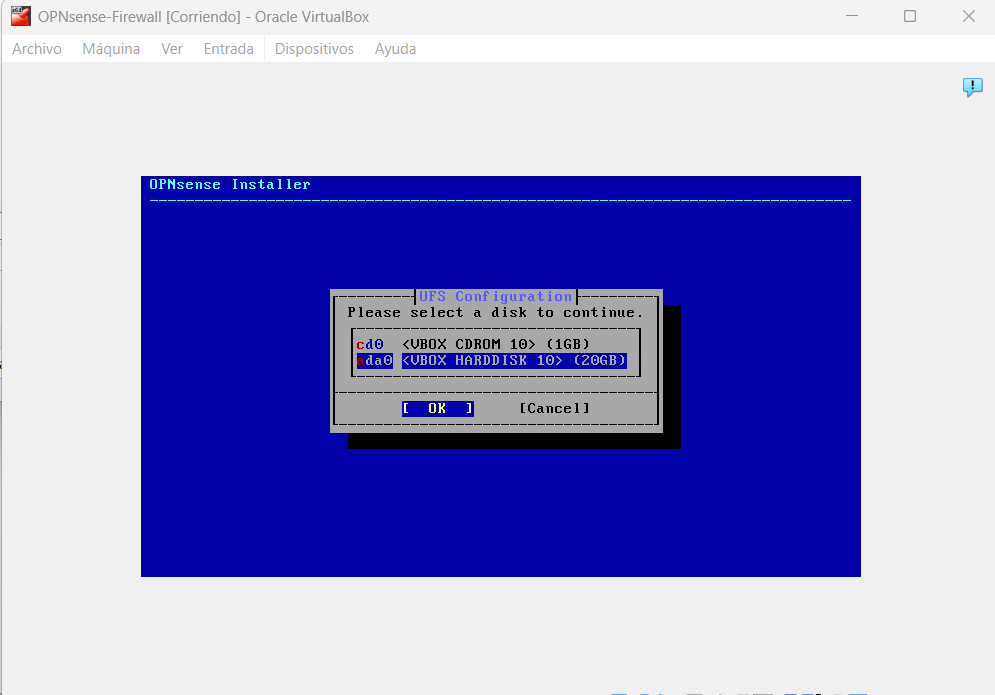 OPNsense-Firewall [Corriendo] - Oracle VirtualBox
Archivo Máquina Ver Entrada Dispositivos Ayuda
OPNsense Installer
UFS Configuration
Please select a disk to continue.
cd0 <VBOX CDROM 10> (1GB)
ada0 <VBOX HARDDISK 10> (20GB)
[ OK ] [Cancel]